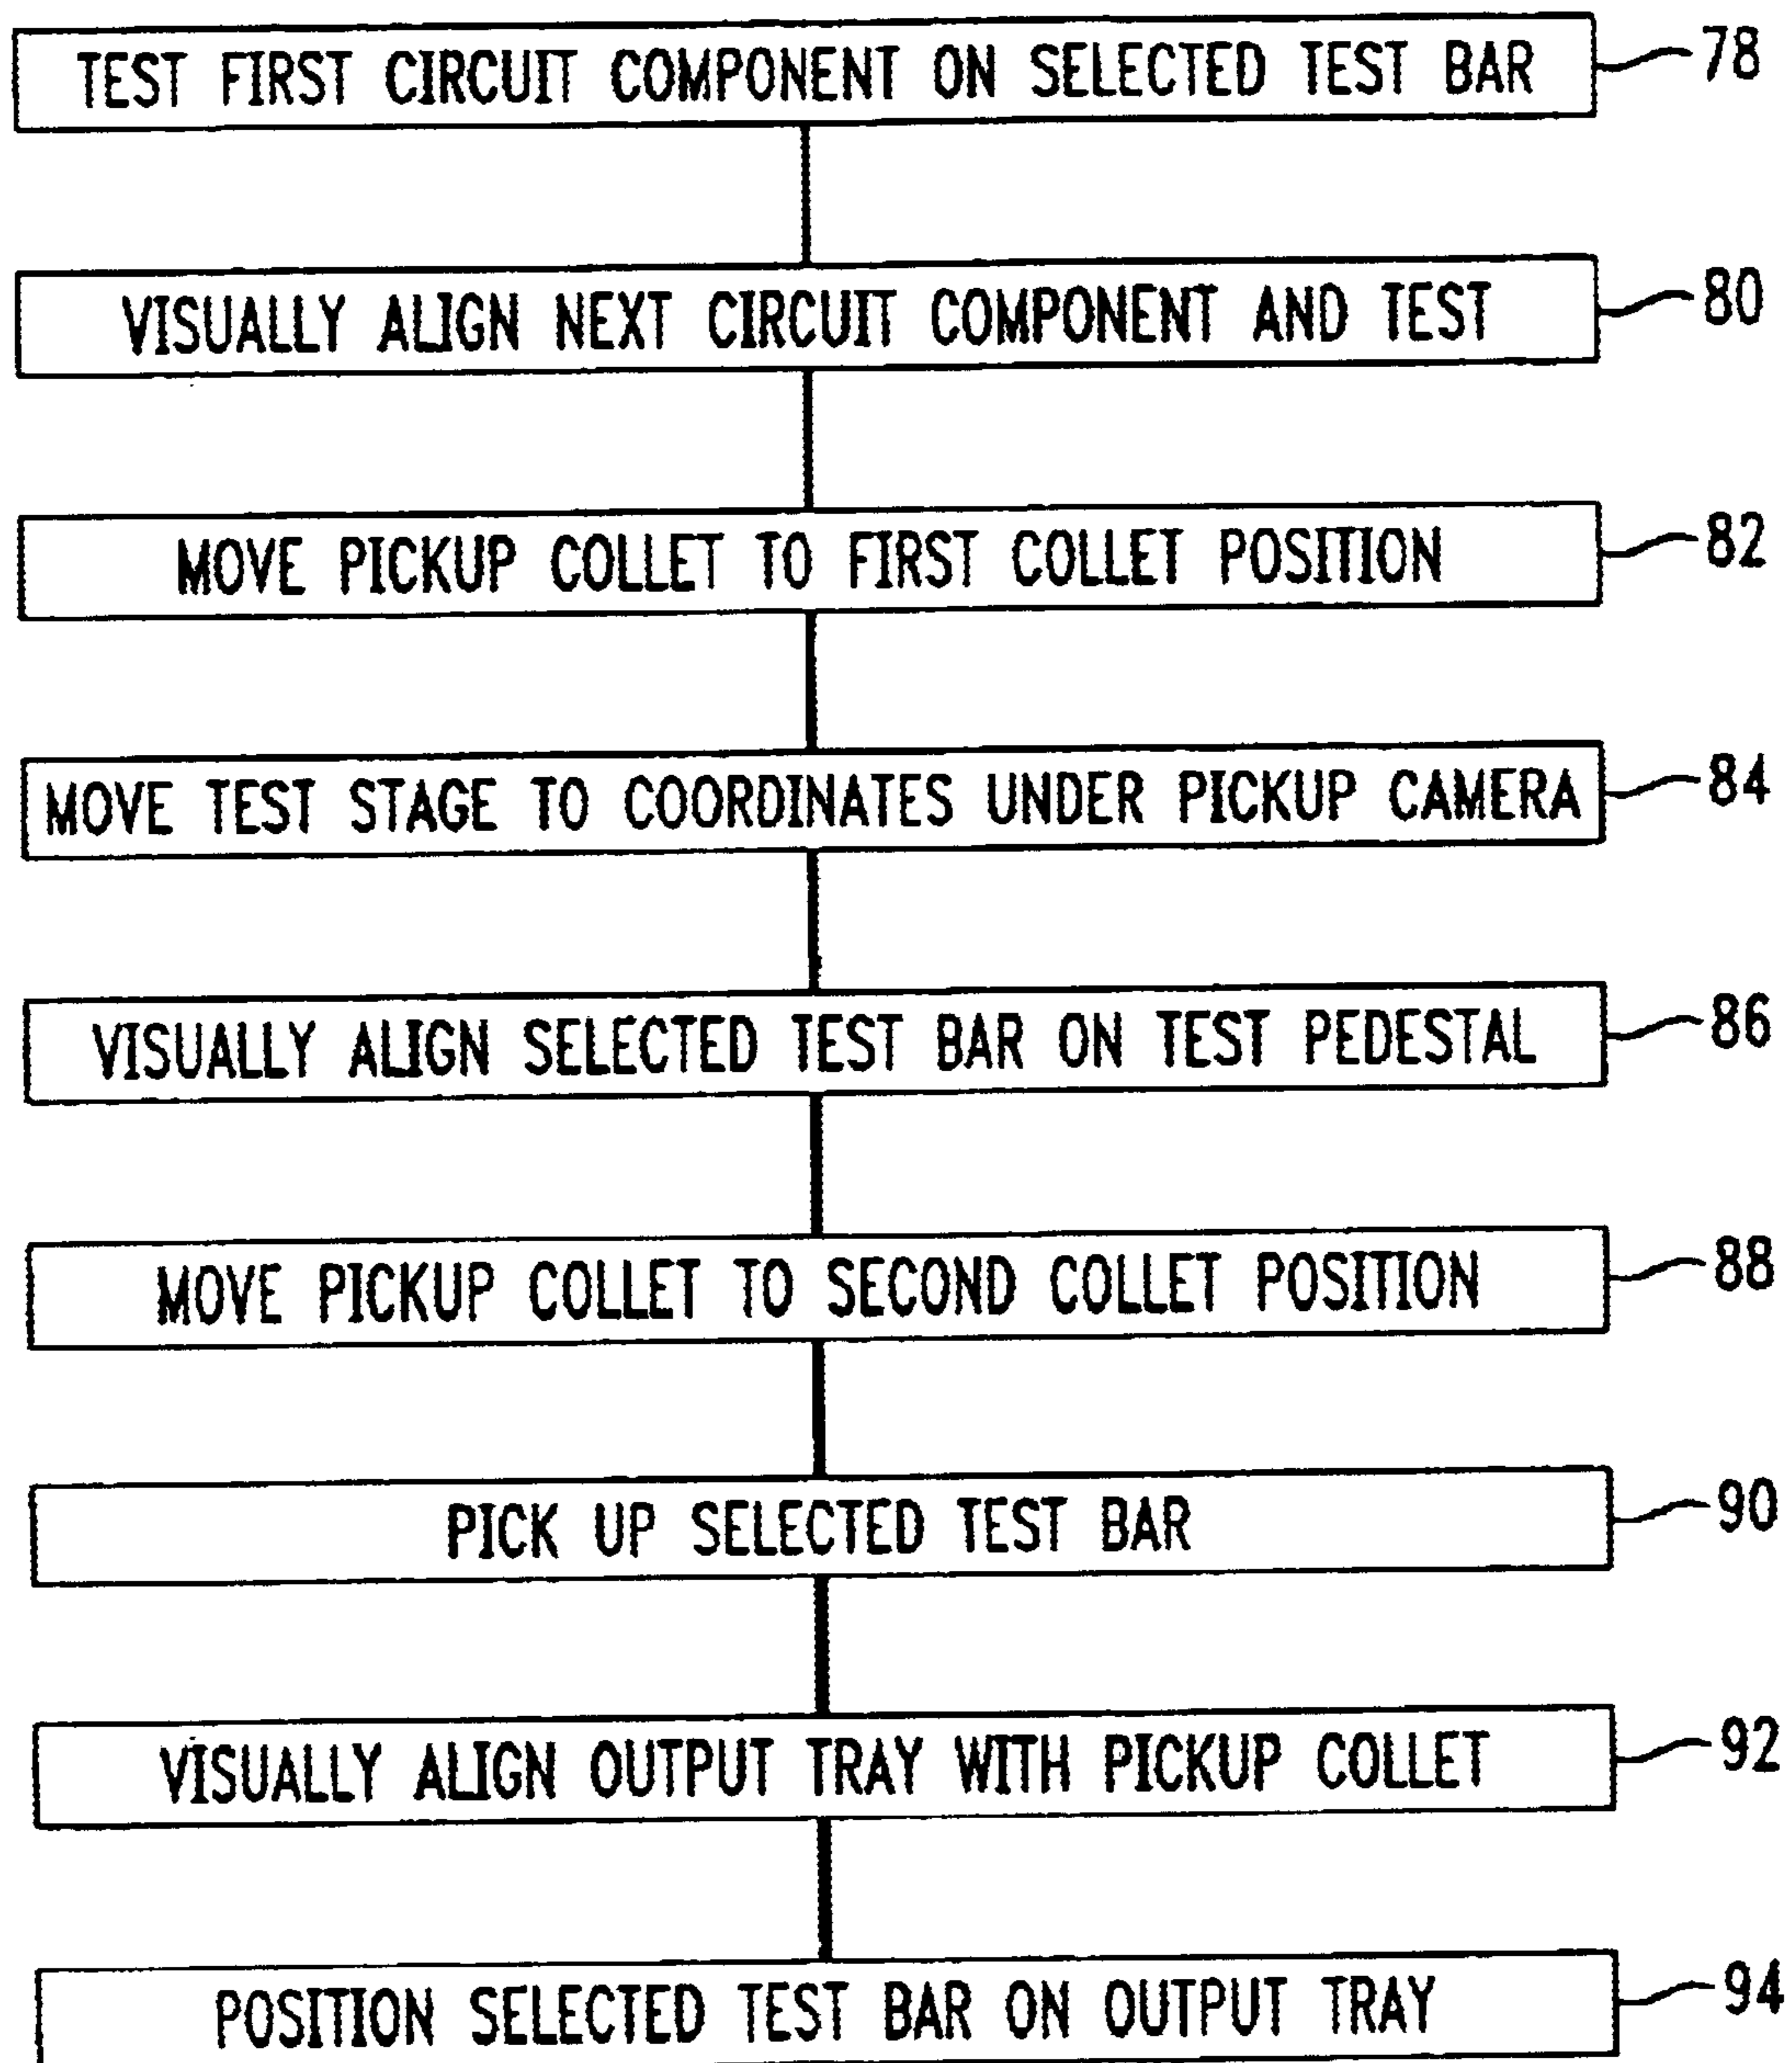 TEST FIRST CIRCUIT COMPONENT ON SELECTED TEST BAR 78
VISUALLY ALIGN NEXT CIRCUIT COMPONENT AND TEST 80
MOVE PICKUP COLLET TO FIRST COLLET POSITION 82
MOVE TEST STAGE TO COORDINATES UNDER PICKUP CAMERA 84
VISUALLY ALIGN SELECTED TEST BAR ON TEST PEDESTAL 86
MOVE PICKUP COLLET TO SECOND COLLET POSITION 88
PICK UP SELECTED TEST BAR 90
VISUALLY ALIGN OUTPUT TRAY WITH PICKUP COLLET 92
POSITION SELECTED TEST BAR ON OUTPUT TRAY 94